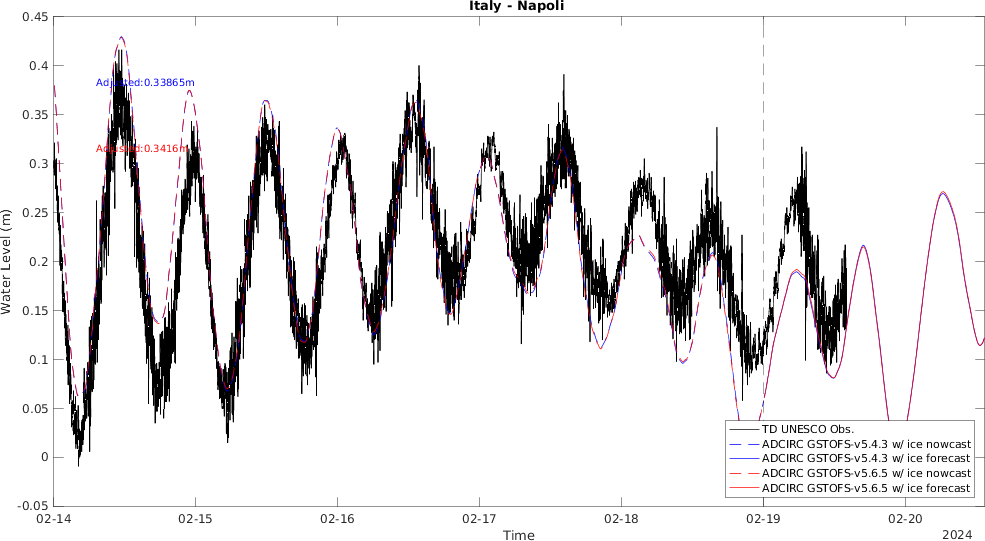 Italy - Napoli
0.45
0.4
0.35
0.3
0.25
0.2
0.15
0.1
0.05
0
-0.05
Water Level (m)
Adjusted:0.33865m
Adjusted:0.3416m
TD UNESCO Obs.
ADCIRC GSTOFS-v5.4.3 w/ ice nowcast
ADCIRC GSTOFS-v5.4.3 w/ ice forecast
ADCIRC GSTOFS-v5.6.5 w/ ice nowcast
ADCIRC GSTOFS-v5.6.5 w/ ice forecast
02-14 02-15 02-16 02-17 02-18 02-19 02-20
Time
2024